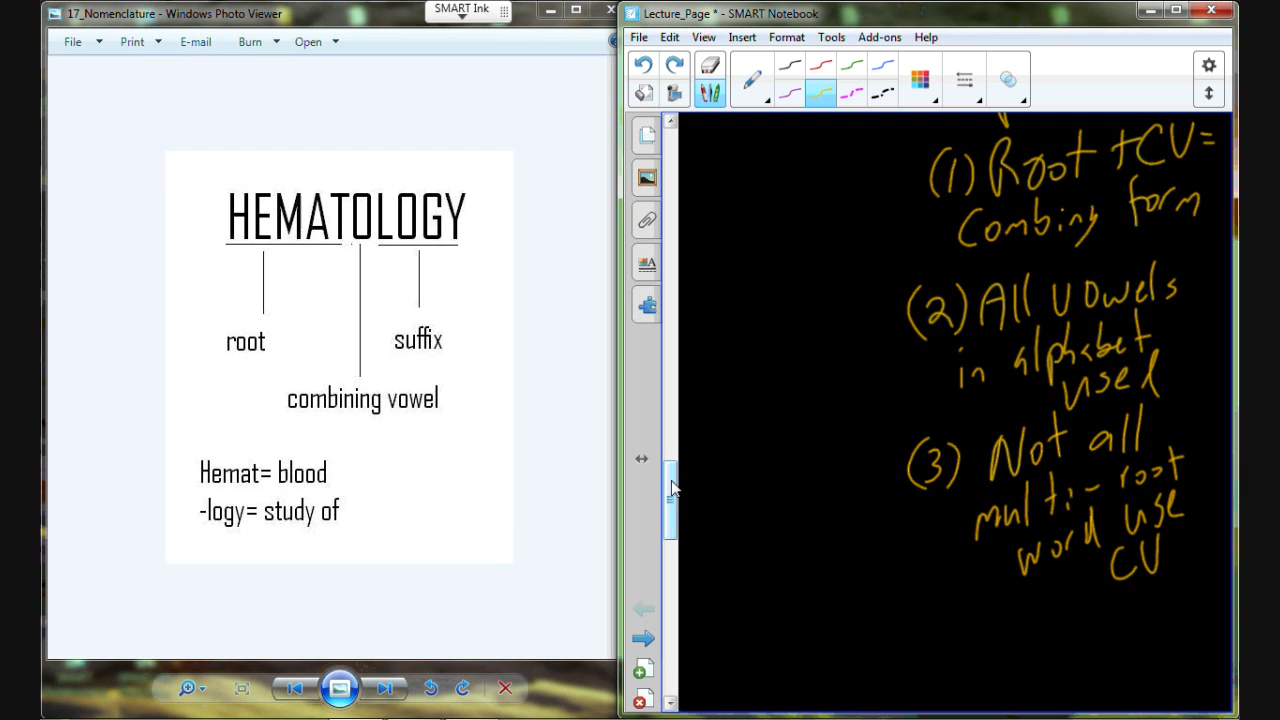 17_Nomenclature - Windows Photo Viewer
SMART Ink
File Print E-mail Burn Open
HEMATOLOGY
root
suffix
combining vowel
Hemat= blood
-logy= study of
Lecture_Page * - SMART Notebook
File Edit View Insert Format Tools Add-ons Help
(1) Root +CV=
Combing form
(2) All vowels
in alphabet
used
(3) Not all
multi-root
word use
CV